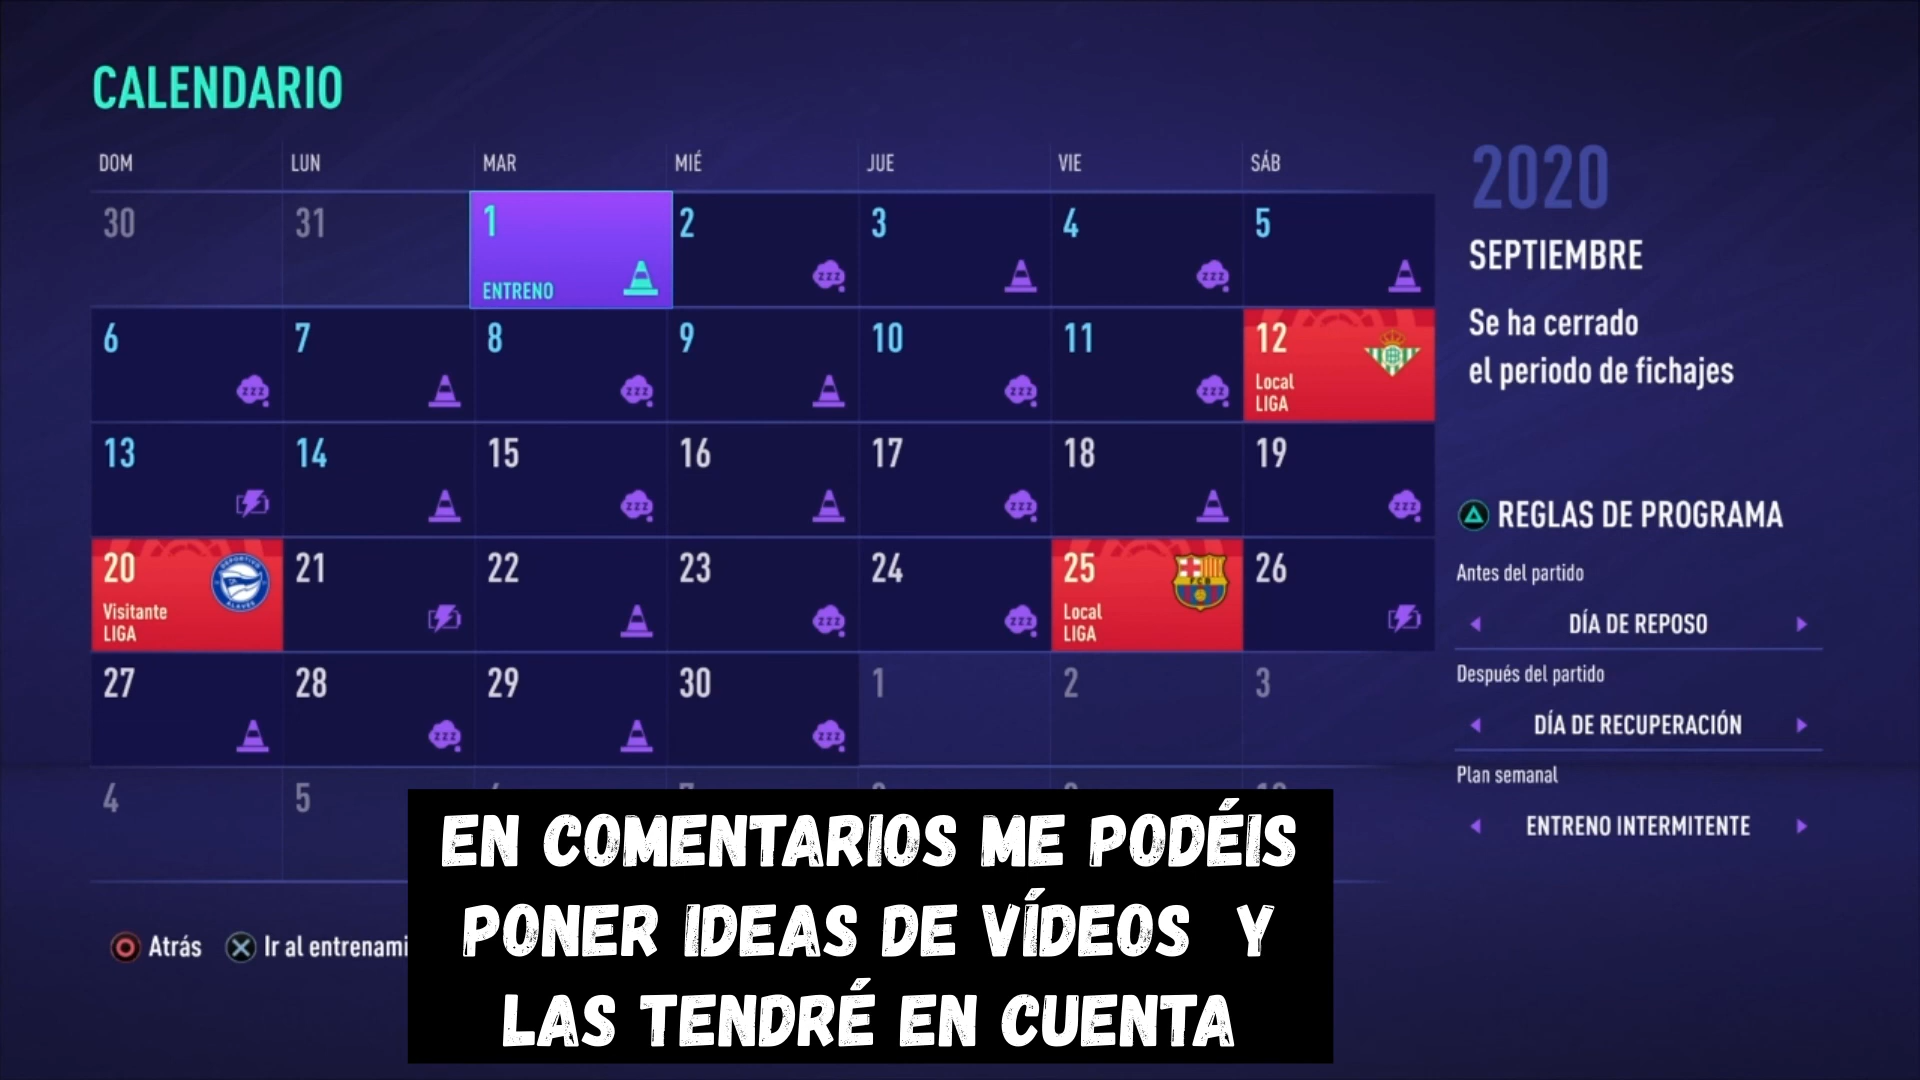 CALENDARIO
2020
SEPTIEMBRE
Se ha cerrado
el periodo de fichajes
DOM LUN MAR MIÉ JUE VIE SÁB
30 31 1 2 3 4 5
ENTRENO
6 7 8 9 10 11 12
Local
LIGA
13 14 15 16 17 18 19
20 21 22 23 24 25 26
Visitante
LIGA
Local
LIGA
27 28 29 30 1 2 3
4 5
REGLAS DE PROGRAMA
Antes del partido
DÍA DE REPOSO
Después del partido
DÍA DE RECUPERACIÓN
Plan semanal
ENTRENO INTERMITENTE
Atrás Ir al entrenami
EN COMENTARIOS ME PODÉIS
PONER IDEAS DE VÍDEOS Y
LAS TENDRÉ EN CUENTA